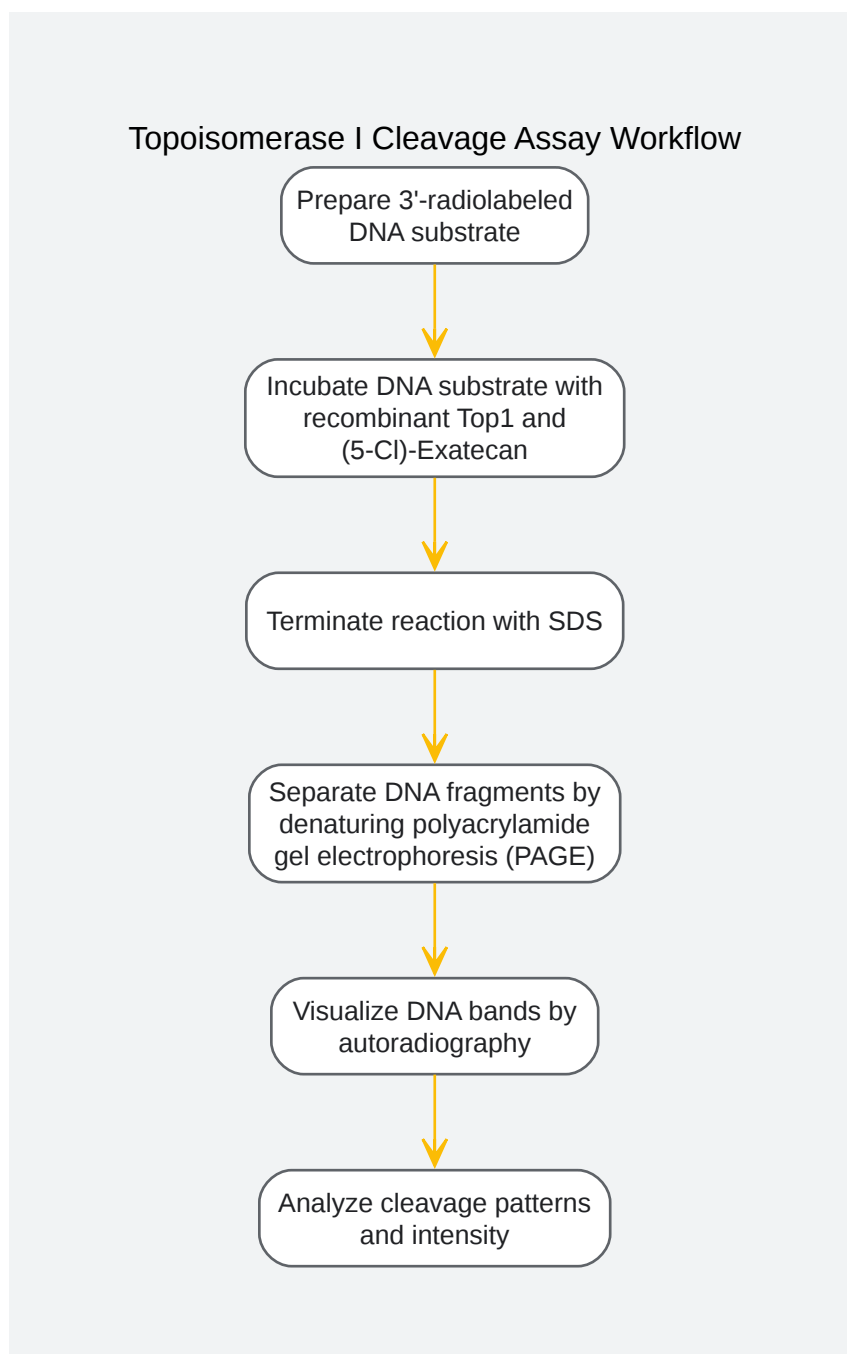 Topoisomerase I Cleavage Assay Workflow
Prepare 3'-radiolabeled
DNA substrate
Incubate DNA substrate with
recombinant Top1 and
(5-Cl)-Exatecan
Terminate reaction with SDS
Separate DNA fragments by
denaturing polyacrylamide
gel electrophoresis (PAGE)
Visualize DNA bands by
autoradiography
Analyze cleavage patterns
and intensity